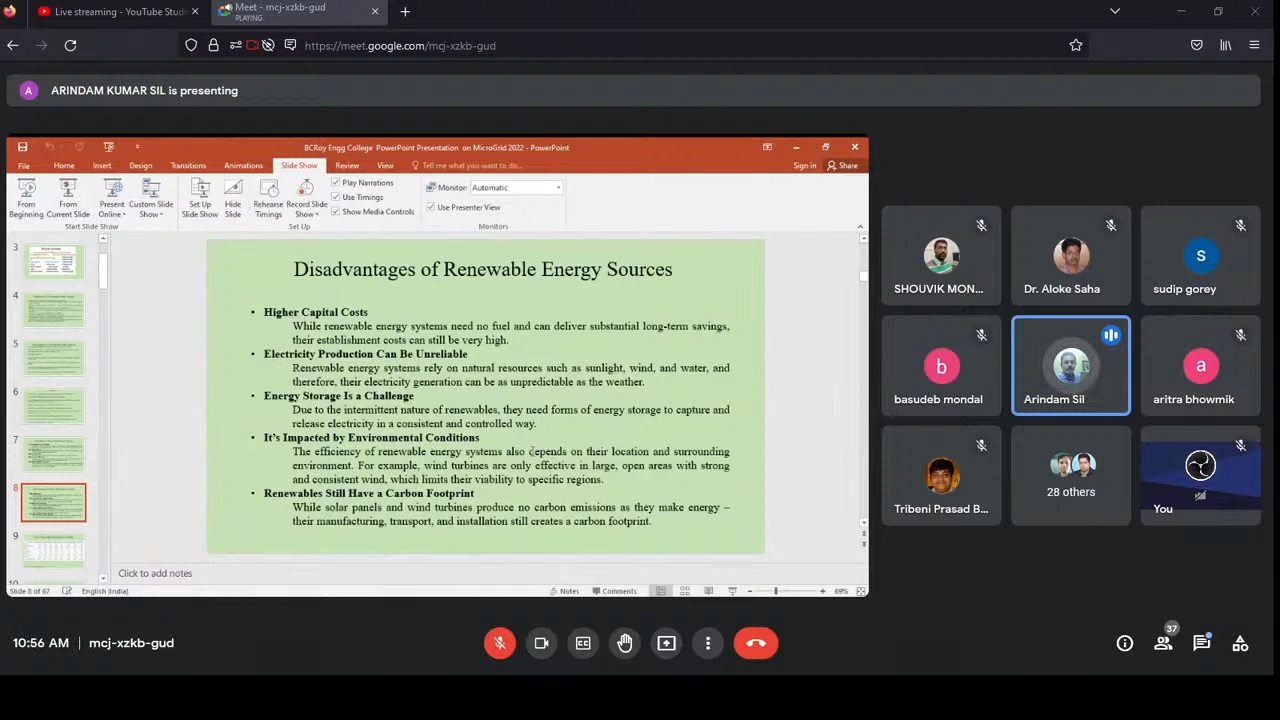 Live streaming - YouTube Studi
Meet - mcj-xzkb-gud
PLAYING
https://meet.google.com/mcj-xzkb-gud
A
ARINDAM KUMAR SIL is presenting
BCRoy Engg College PowerPoint Presentation on MicroGrid 2022 - PowerPoint
File Home Insert Design Transitions Animations Slide Show Review View Tell me what you want to do... Sign in Share
From Beginning
From Current Slide
Present Online
Custom Slide Show
Set Up Slide Show
Hide Slide
Rehearse Timings
Record Slide Show
Play Narrations
Use Timings
Show Media Controls
Monitor: Automatic
Use Presenter View
Start Slide Show Set Up Monitors
3
4
5
6
7
8
9
Disadvantages of Renewable Energy Sources
• Higher Capital Costs
While renewable energy systems need no fuel and can deliver substantial long-term savings,
their establishment costs can still be very high.
• Electricity Production Can Be Unreliable
Renewable energy systems rely on natural resources such as sunlight, wind, and water, and
therefore, their electricity generation can be as unpredictable as the weather.
• Energy Storage Is a Challenge
Due to the intermittent nature of renewables, they need forms of energy storage to capture and
release electricity in a consistent and controlled way.
• It's Impacted by Environmental Conditions
The efficiency of renewable energy systems also depends on their location and surrounding
environment. For example, wind turbines are only effective in large, open areas with strong
and consistent wind, which limits their viability to specific regions.
• Renewables Still Have a Carbon Footprint
While solar panels and wind turbines produce no carbon emissions as they make energy –
their manufacturing, transport, and installation still creates a carbon footprint.
Click to add notes
Slide 8 of 67 English (India) Notes Comments 69%
SHOUVIK MON...
Dr. Aloke Saha
s
sudip gorey
b
basudeb mondal
Arindam Sil
a
aritra bhowmik
Tribeni Prasad B...
28 others
You
10:56 AM | mcj-xzkb-gud
CC
37